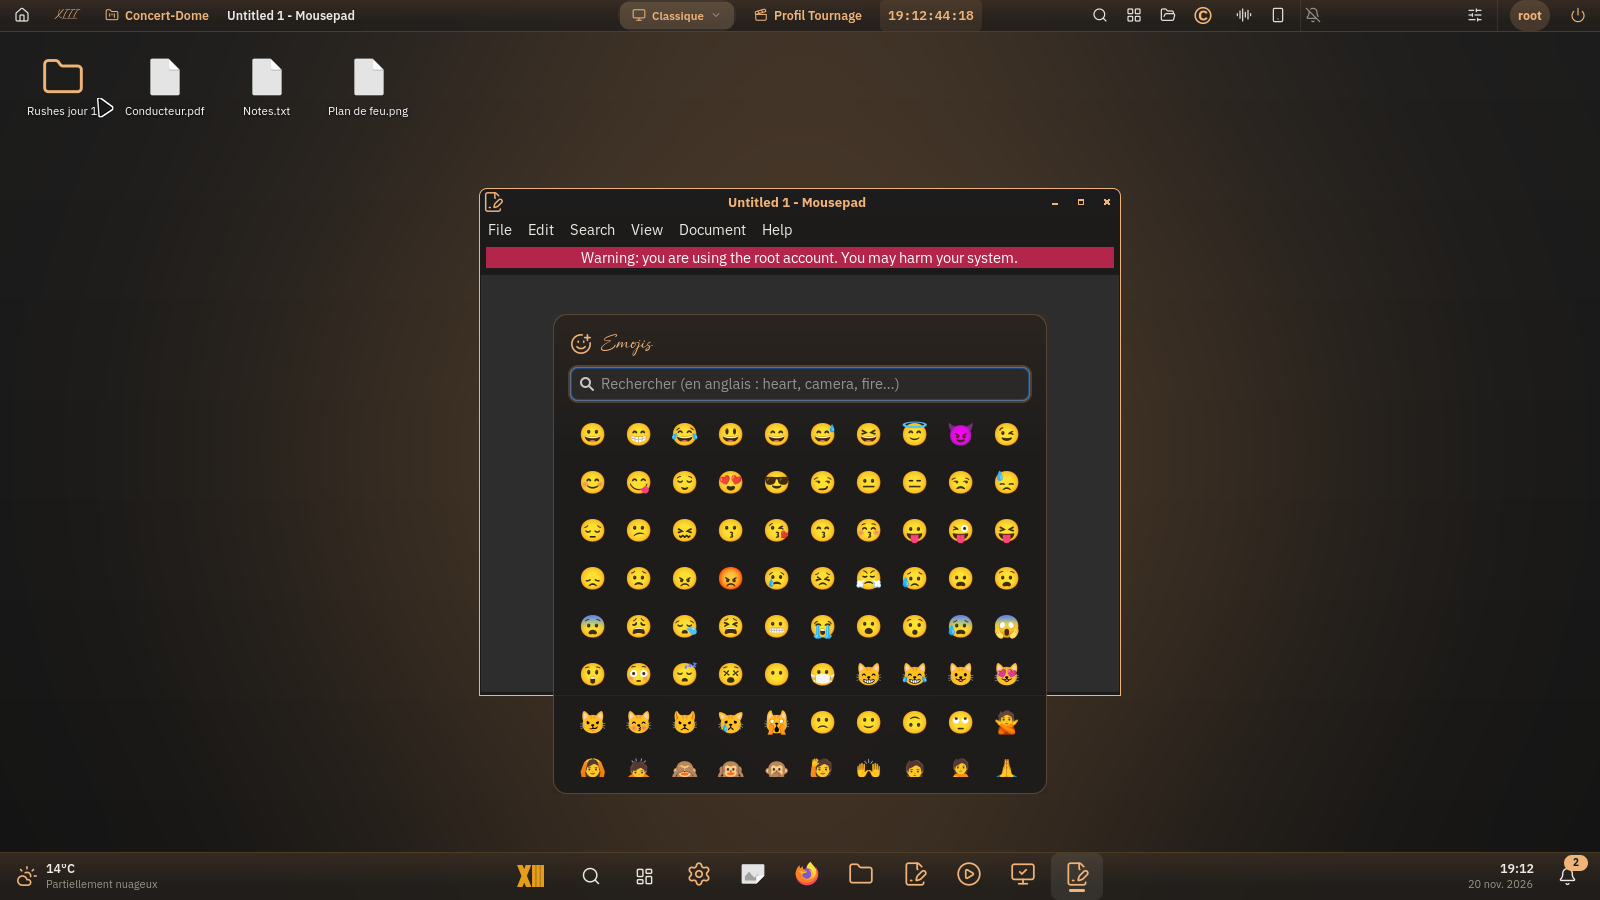 Concert-Dome
Untitled 1 - Mousepad
Classique
Profil Tournage
19:12:44:18
root
Rushes jour 1
Conducteur.pdf
Notes.txt
Plan de feu.png
Untitled 1 - Mousepad
File Edit Search View Document Help
Warning: you are using the root account. You may harm your system.
Emojis
Rechercher (en anglais : heart, camera, fire...)
14°C
Partiellement nuageux
XIII
19:12
20 nov. 2026
2